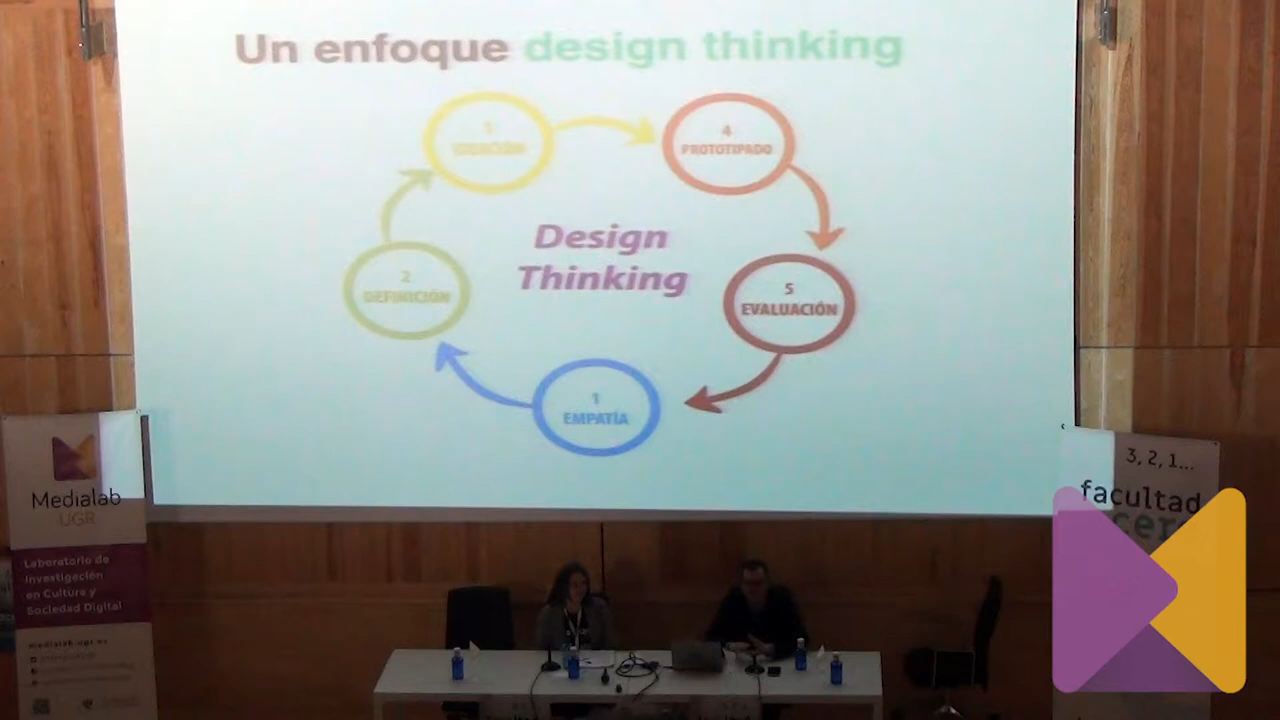 Un enfoque design thinking
4
PROTOTIPADO
Design
Thinking
2
DEFINICIÓN
5
EVALUACIÓN
1
EMPATÍA
Medialab
UGR
Laboratorio de
Investigación
en Cultura y
Sociedad Digital
medialab.ugr.es
3, 2, 1...
facultad
cero